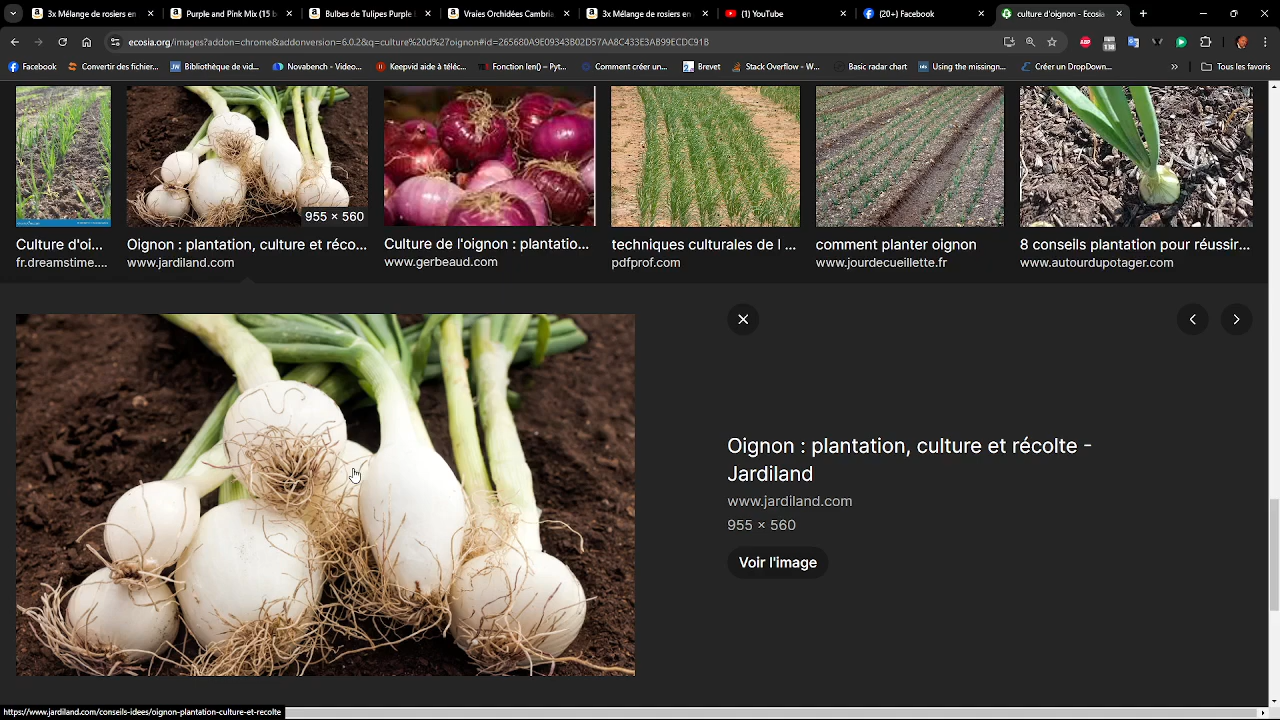 3x Mélange de rosiers en
Purple and Pink Mix (15 b
Bulbes de Tulipes Purple
Vraies Orchidées Cambria
3x Mélange de rosiers en
(1) YouTube
(20+) Facebook
culture d'oignon - Ecosia
ecosia.org/images?addon=chrome&addonversion=6.0.2&q=culture%20d%27oignon#id=265680A9E09343B02D57AA8C433E3AB99ECDC91B
Facebook
Convertir des fichier...
Bibliothèque de vid...
Novabench - Video...
Keepiris aide à téléc...
Fonction len() – Pyt...
Comment créer un...
Brevet
Stack Overflow - W...
Basic radar chart
Using the missingn...
Créer un DropDown...
Tous les favoris
955 × 560
Culture d'oi...
Oignon : plantation, culture et réco...
Culture de l'oignon : plantatio...
techniques culturales de l ...
comment planter oignon
8 conseils plantation pour réussir...
fr.dreamstime....
www.jardiland.com
www.gerbeaud.com
pdfprof.com
www.jourdecueillette.fr
www.autourdupotager.com
Oignon : plantation, culture et récolte -
Jardiland
www.jardiland.com
955 × 560
Voir l'image
https://www.jardiland.com/conseils-idees/oignon-plantation-culture-et-recolte